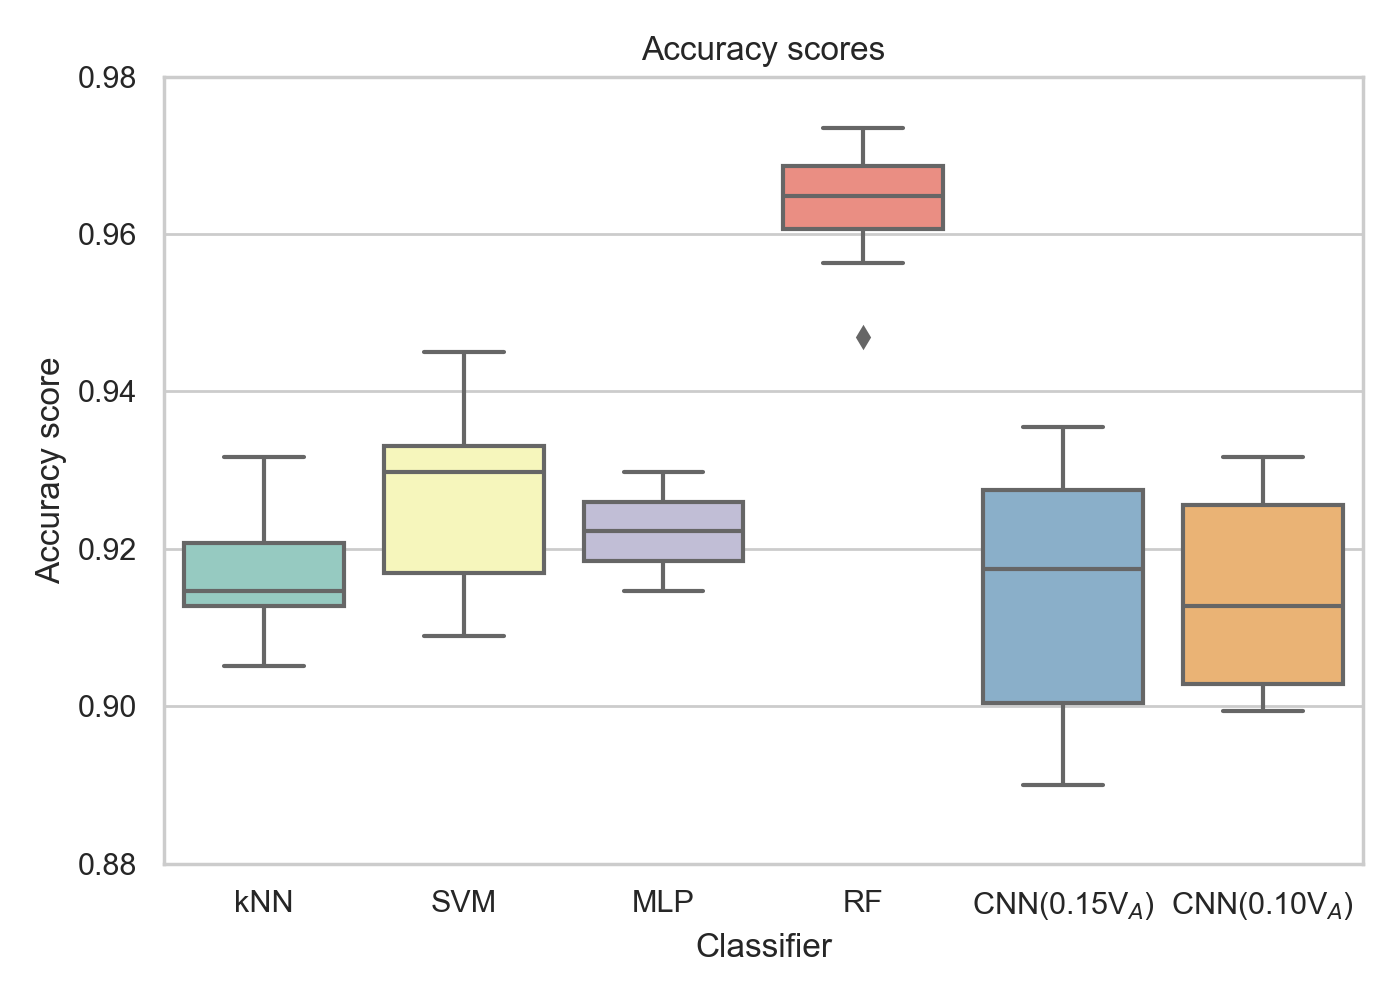 Accuracy scores
0.98
0.96
0.94
0.92
0.90
0.88
Accuracy score
kNN SVM MLP RF CNN(0.15V_A) CNN(0.10V_A)
Classifier